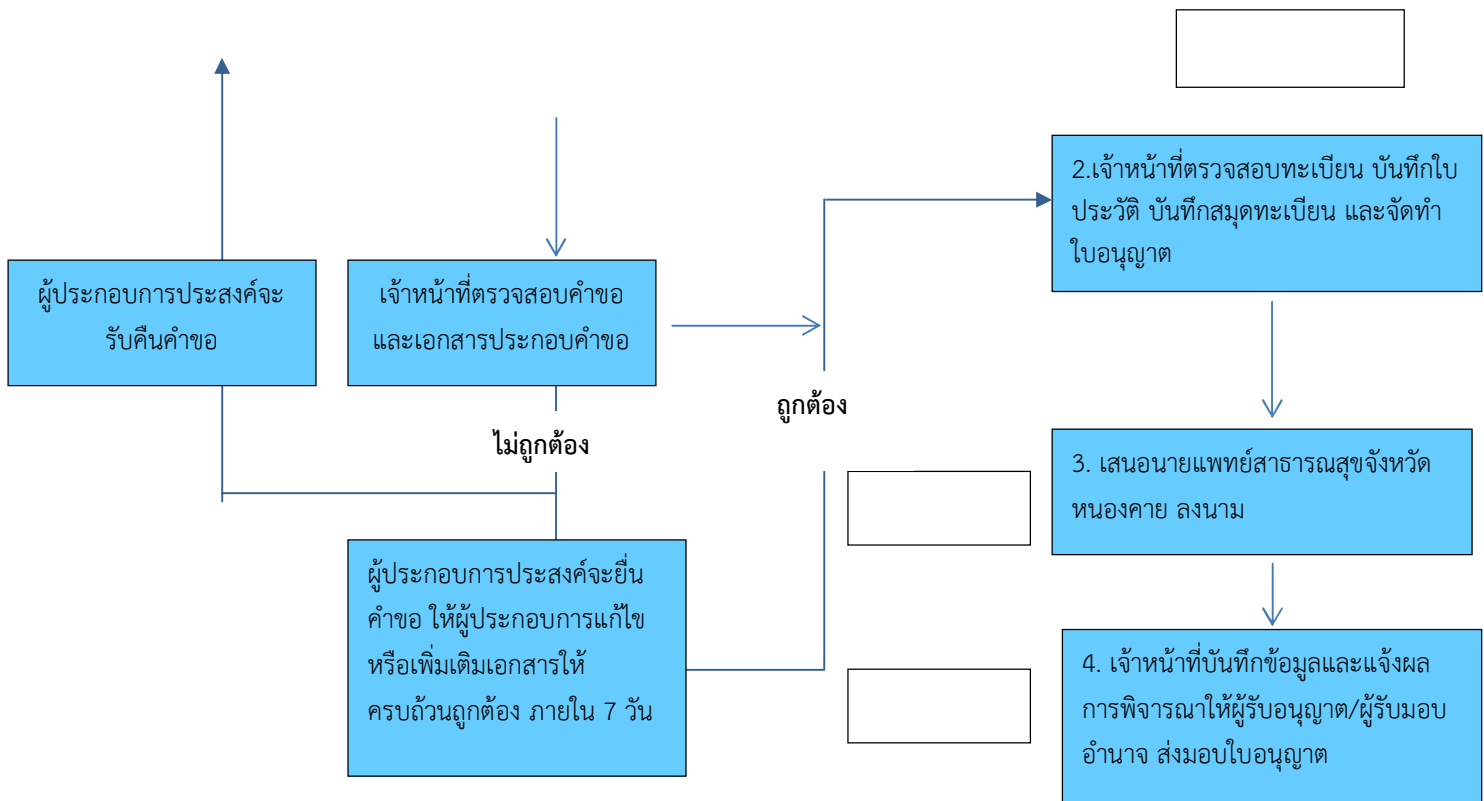 ผู้ประกอบการประสงค์จะ
รับคืนคำขอ
เจ้าหน้าที่ตรวจสอบคำขอ
และเอกสารประกอบคำขอ
ไม่ถูกต้อง
ถูกต้อง
ผู้ประกอบการประสงค์จะยื่น
คำขอ ให้ผู้ประกอบการแก้ไข
หรือเพิ่มเติมเอกสารให้
ครบถ้วนถูกต้อง ภายใน 7 วัน
2.เจ้าหน้าที่ตรวจสอบทะเบียน บันทึกใบ
ประวัติ บันทึกสมุดทะเบียน และจัดทำ
ใบอนุญาต
3. เสนอนายแพทย์สาธารณสุขจังหวัด
หนองคาย ลงนาม
4. เจ้าหน้าที่บันทึกข้อมูลและแจ้งผล
การพิจารณาให้ผู้รับอนุญาต/ผู้รับมอบ
อำนาจ ส่งมอบใบอนุญาต